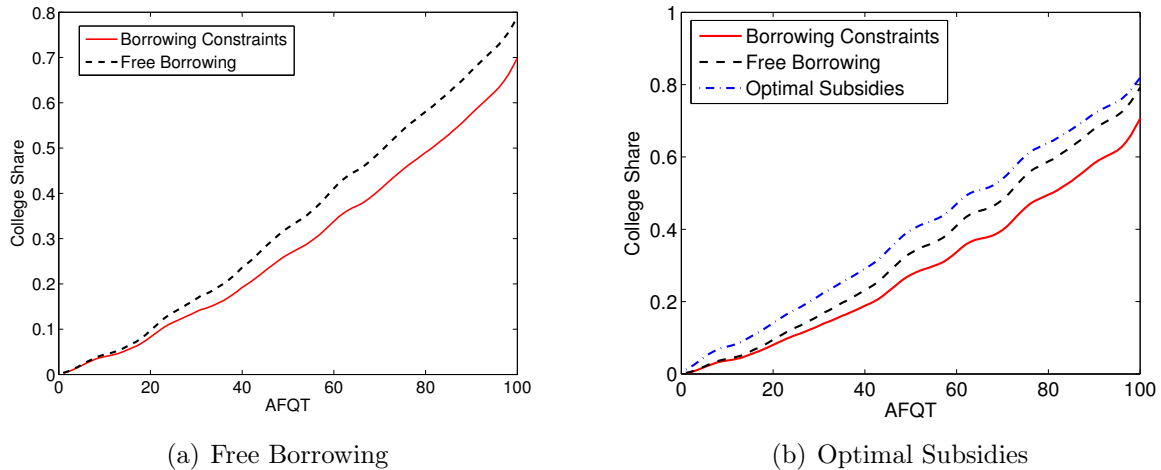 0.8
0.7
0.6
0.5
0.4
0.3
0.2
0.1
0
College Share
Borrowing Constraints
Free Borrowing
0 20 40 60 80 100
AFQT
(a) Free Borrowing
1
0.8
0.6
0.4
0.2
0
College Share
Borrowing Constraints
Free Borrowing
Optimal Subsidies
0 20 40 60 80 100
AFQT
(b) Optimal Subsidies